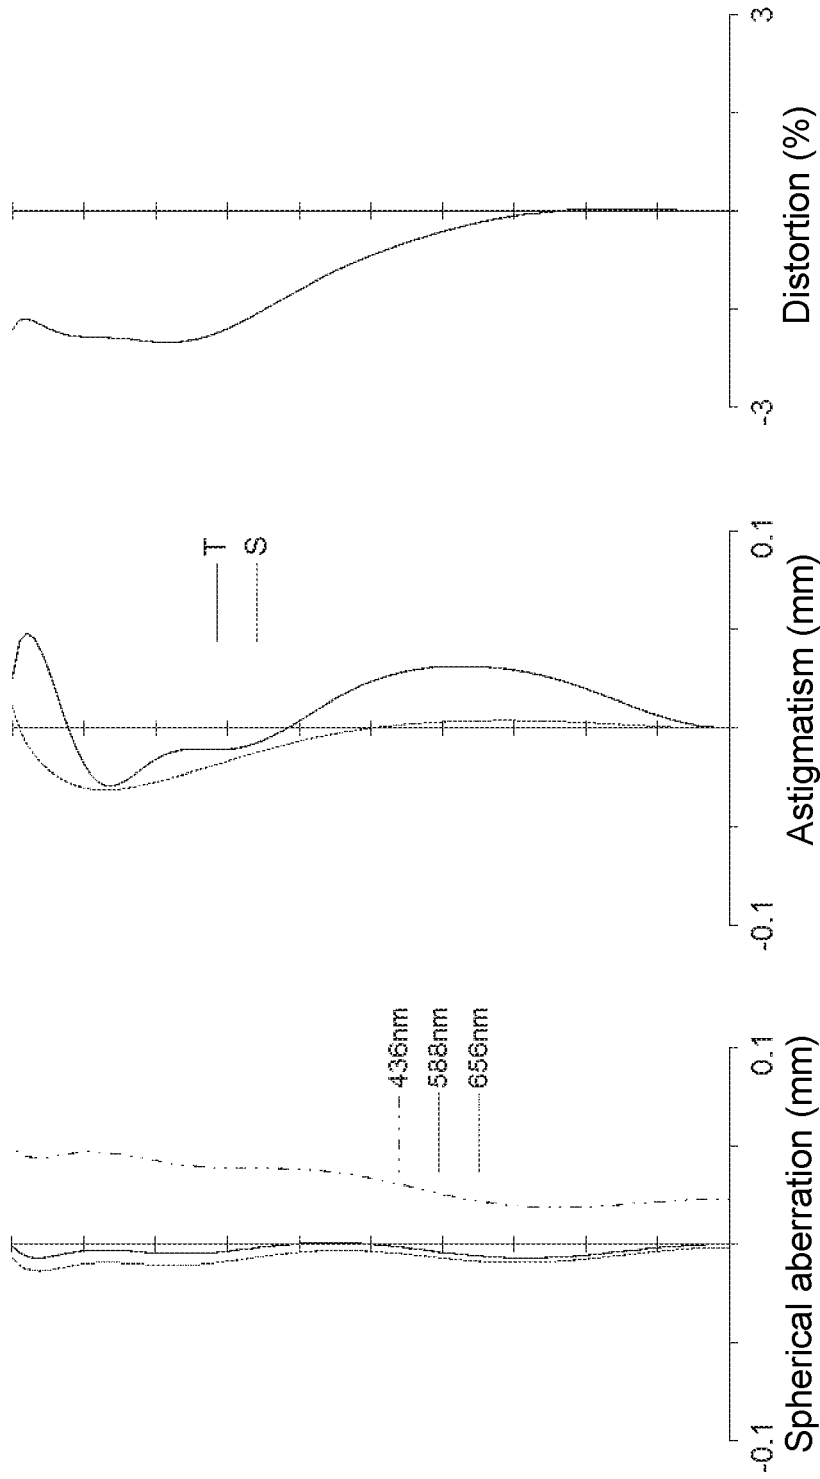 436nm
588nm
656nm
-0.1
0.1
Spherical aberration (mm)
T
S
-0.1
0.1
Astigmatism (mm)
-3
3
Distortion (%)